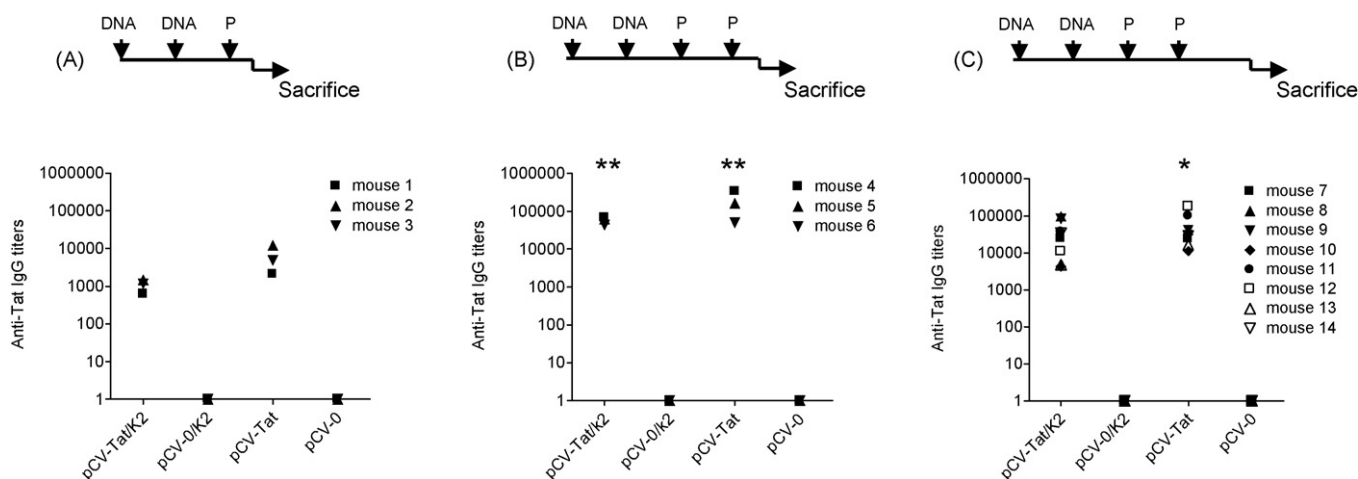 DNA DNA P
(A)
Sacrifice
Anti-Tat IgG titers
1000000
100000
10000
1000
100
10
1
mouse 1
mouse 2
mouse 3
pCV-Tat/K2
pCV-0/K2
pCV-Tat
pCV-0
DNA DNA P P
(B)
Sacrifice
** **
Anti-Tat IgG titers
1000000
100000
10000
1000
100
10
1
mouse 4
mouse 5
mouse 6
pCV-Tat/K2
pCV-0/K2
pCV-Tat
pCV-0
DNA DNA P P
(C)
Sacrifice
*
Anti-Tat IgG titers
1000000
100000
10000
1000
100
10
1
mouse 7
mouse 8
mouse 9
mouse 10
mouse 11
mouse 12
mouse 13
mouse 14
pCV-Tat/K2
pCV-0/K2
pCV-Tat
pCV-0